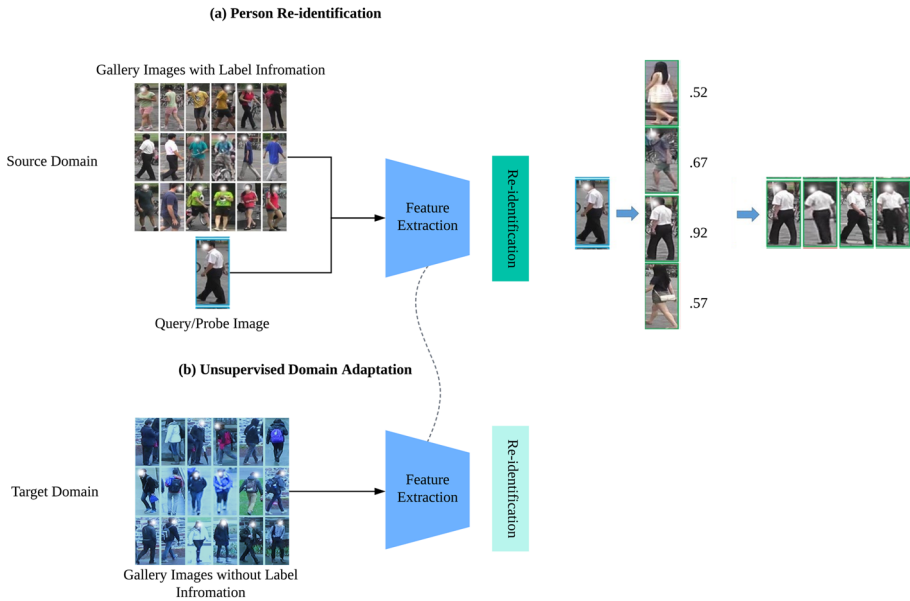 (a) Person Re-identification
Gallery Images with Label Infromation
Source Domain
Feature
Extraction
Re-identification
.52
.67
.92
.57
Query/Probe Image
(b) Unsupervised Domain Adaptation
Target Domain
Feature
Extraction
Re-identification
Gallery Images without Label
Infromation